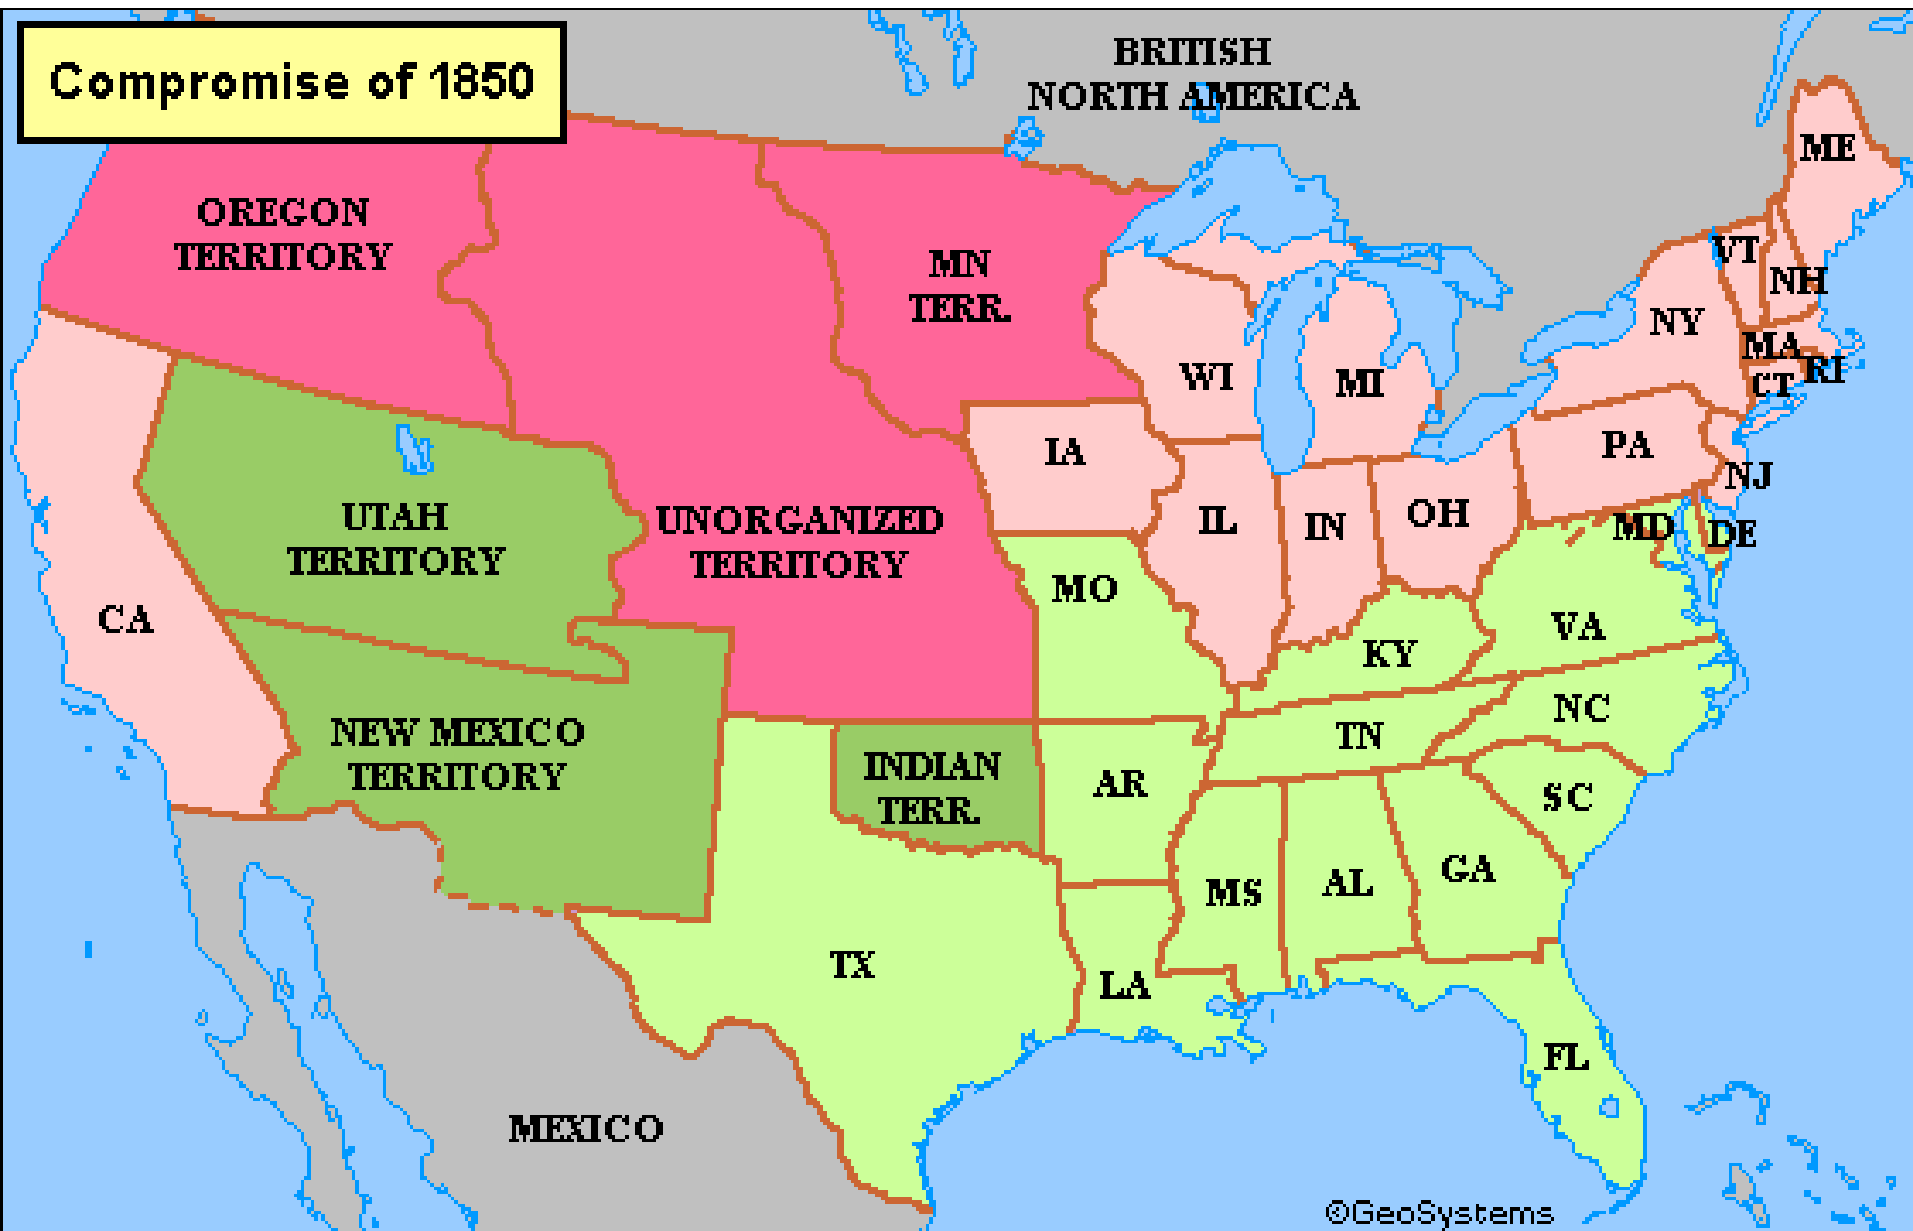 Compromise of 1850
BRITISH
NORTH AMERICA
ME
OREGON
TERRITORY
MN
TERR.
VT
NH
NY
MA
RI
CT
WI
MI
IA
PA
NJ
UTAH
TERRITORY
UNORGANIZED
TERRITORY
IL
IN
OH
MD
DE
MO
CA
VA
KY
NEW MEXICO
TERRITORY
INDIAN
TERR.
TN
NC
AR
SC
MS
AL
GA
TX
LA
FL
MEXICO
©GeoSystems